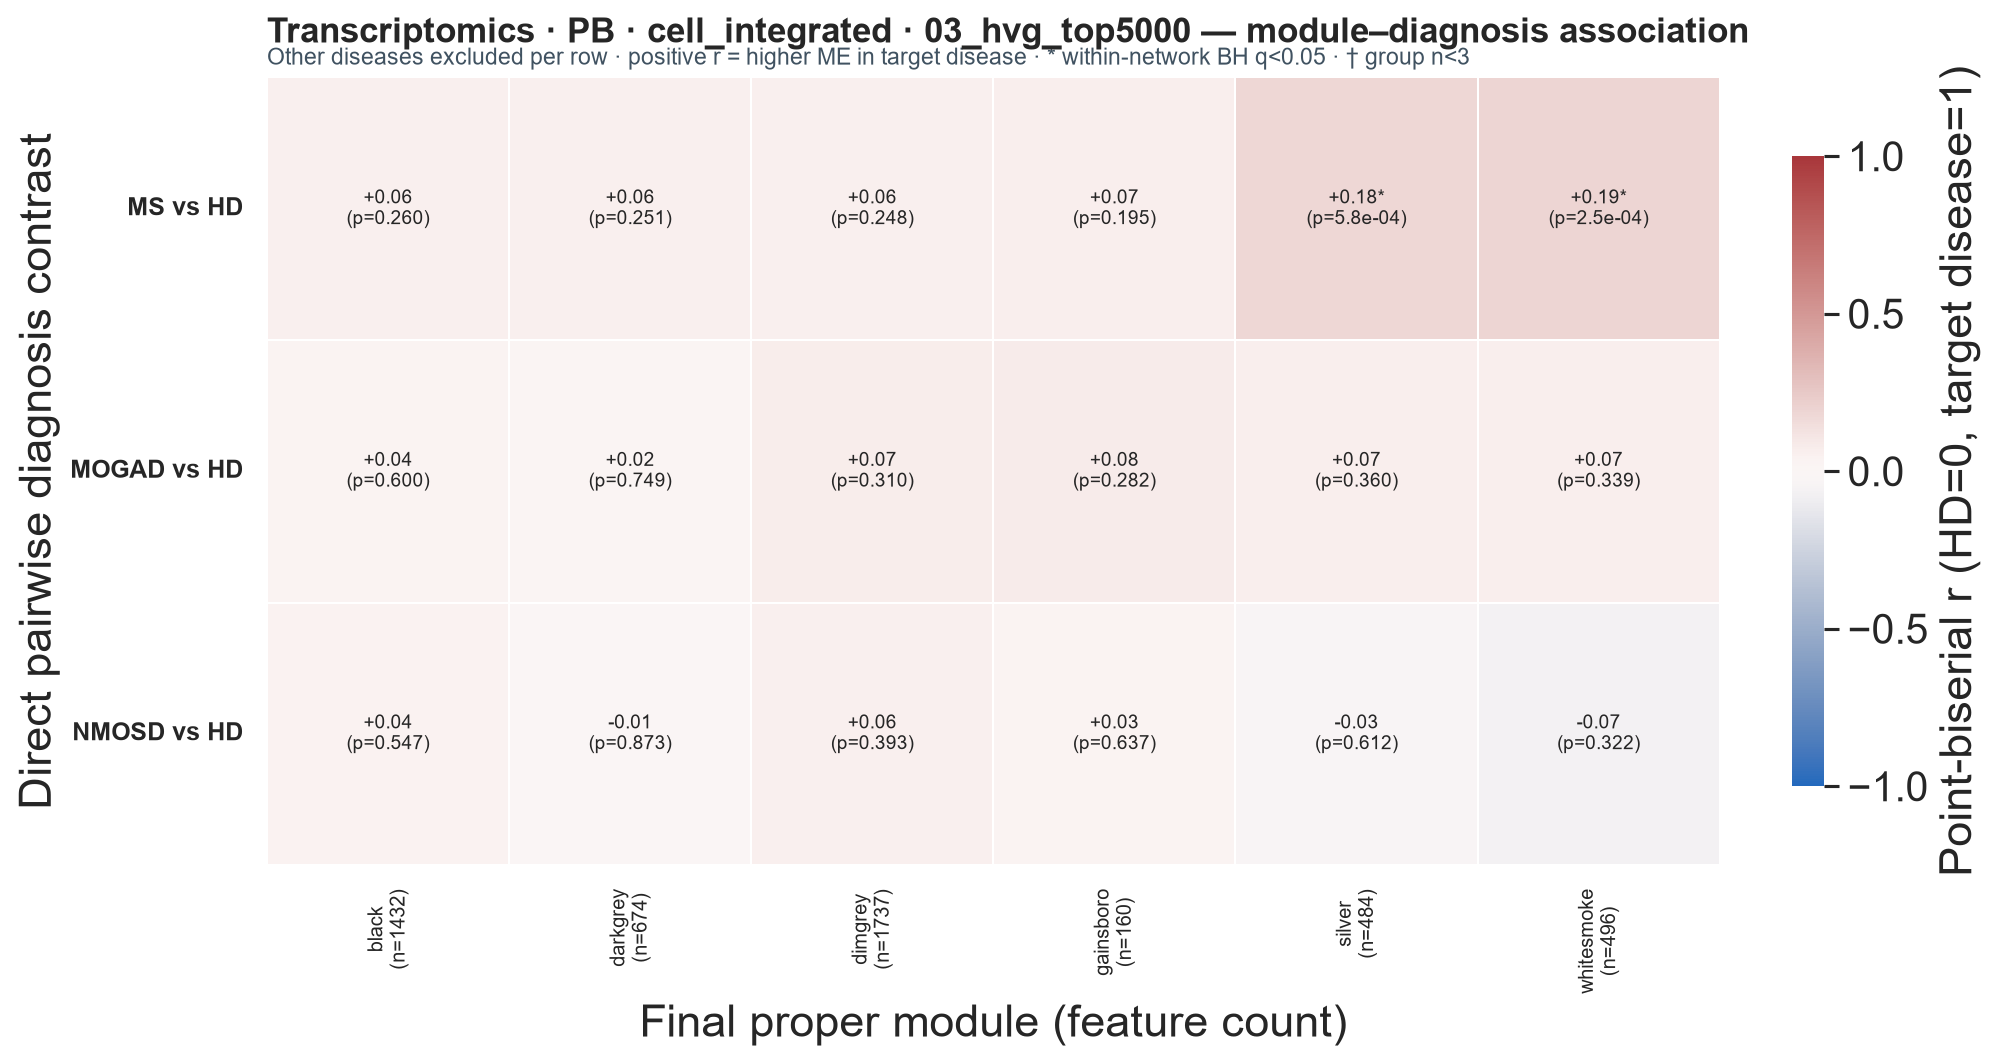 Transcriptomics · PB · cell_integrated · 03_hvg_top5000 — module–diagnosis association
Other diseases excluded per row · positive r = higher ME in target disease · * within-network BH q<0.05 · † group n<3
Direct pairwise diagnosis contrast
MS vs HD
+0.06
(p=0.260)
+0.06
(p=0.251)
+0.06
(p=0.248)
+0.07
(p=0.195)
+0.18*
(p=5.8e-04)
+0.19*
(p=2.5e-04)
MOGAD vs HD
+0.04
(p=0.600)
+0.02
(p=0.749)
+0.07
(p=0.310)
+0.08
(p=0.282)
+0.07
(p=0.360)
+0.07
(p=0.339)
NMOSD vs HD
+0.04
(p=0.547)
-0.01
(p=0.873)
+0.06
(p=0.393)
+0.03
(p=0.637)
-0.03
(p=0.612)
-0.07
(p=0.322)
black
(n=1432)
darkgrey
(n=674)
dimgrey
(n=1737)
gainsboro
(n=160)
silver
(n=484)
whitesmoke
(n=496)
Final proper module (feature count)
1.0
0.5
0.0
−0.5
−1.0
Point-biserial r (HD=0, target disease=1)